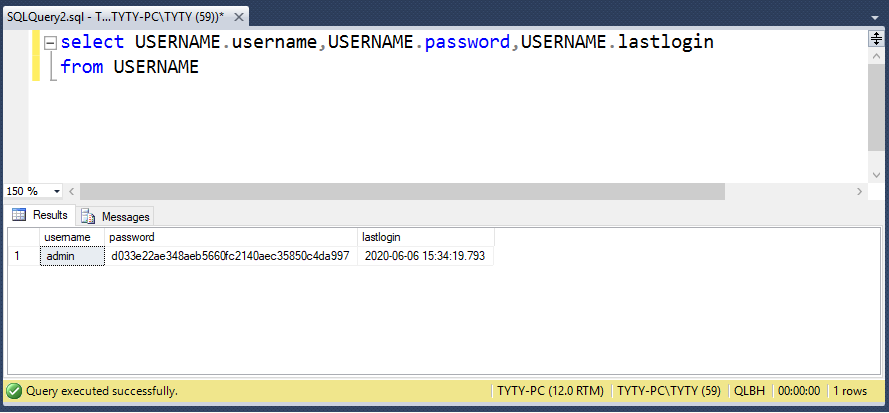 SQLQuery2.sql - T...TYTY-PC\TYTY (59))*
select USERNAME.username,USERNAME.password,USERNAME.lastlogin
from USERNAME
150 %
Results Messages
username password lastlogin
1 admin d033e22ae348aeb5660fc2140aec35850c4da997 2020-06-06 15:34:19.793
Query executed successfully. TYTY-PC (12.0 RTM) TYTY-PC\TYTY (59) QLBH 00:00:00 1 rows